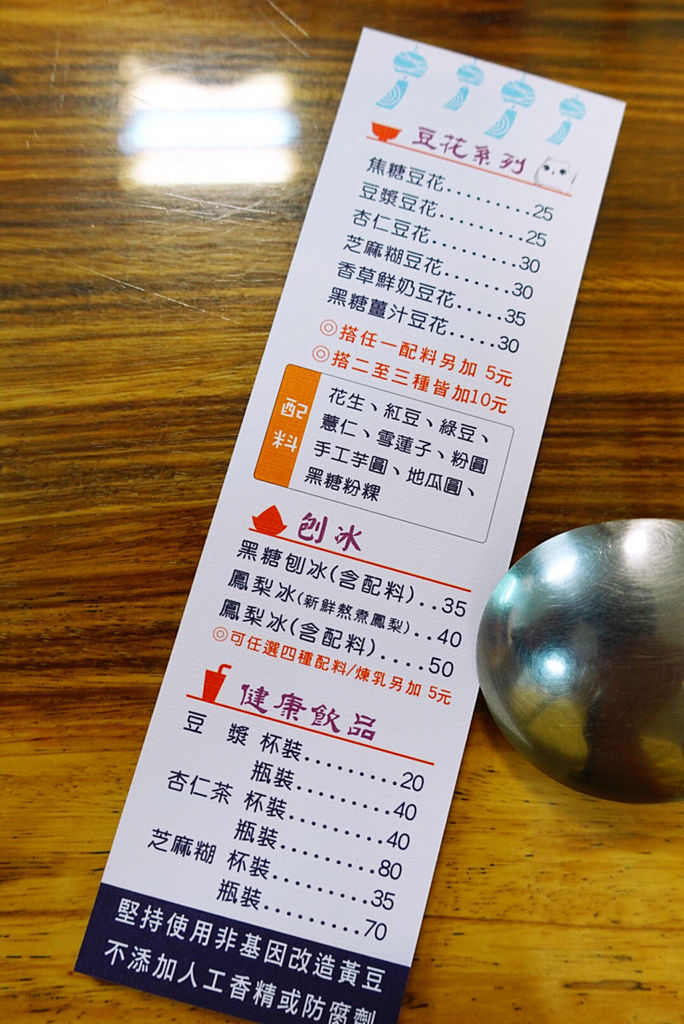 豆花系列
焦糖豆花..........25
豆漿豆花.........25
杏仁豆花.........30
芝麻糊豆花.......30
香草鮮奶豆花.....35
黑糖薑汁豆花.....30
◎搭任一配料另加 5元
◎搭二至三種皆加10元
配料
花生、紅豆、綠豆、
薏仁、雪蓮子、粉圓
手工芋圓、地瓜圓、
黑糖粉粿
刨冰
黑糖刨冰(含配料)..35
鳳梨冰(新鮮熬煮鳳梨)..40
鳳梨冰(含配料)....50
◎可任選四種配料/煉乳另加 5元
健康飲品
豆 漿 杯裝.........20
瓶裝.........40
杏仁茶 杯裝.........40
瓶裝.........80
芝麻糊 杯裝.........35
瓶裝.........70
堅持使用非基因改造黃豆
不添加人工香精或防腐劑